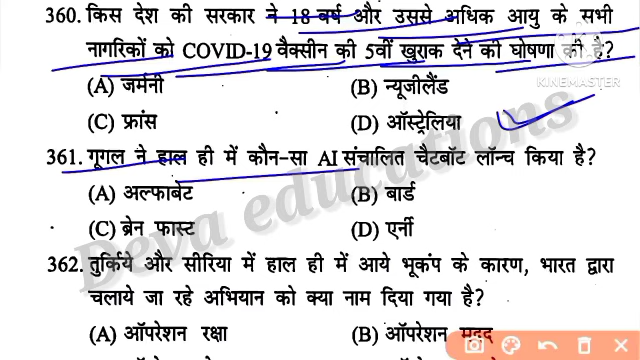 360. किस देश की सरकार ने 18 वर्ष और उससे अधिक आयु के सभी
नागरिकों को COVID-19 वैक्सीन की 5वीं खुराक देने की घोषणा की है?
KINEMASTER
(A) जर्मनी (B) न्यूजीलैंड
(C) फ्रांस (D) ऑस्ट्रेलिया
361. गूगल ने हाल ही में कौन-सा AI संचालित चैटबॉट लॉन्च किया है?
(A) अल्फाबेट (B) बार्ड
(C) ब्रेन फास्ट (D) एर्नी
Deva educations
362. तुर्किये और सीरिया में हाल ही में आये भूकंप के कारण, भारत द्वारा
चलाये जा रहे अभियान को क्या नाम दिया गया है?
(A) ऑपरेशन रक्षा (B) ऑपरेशन मदद